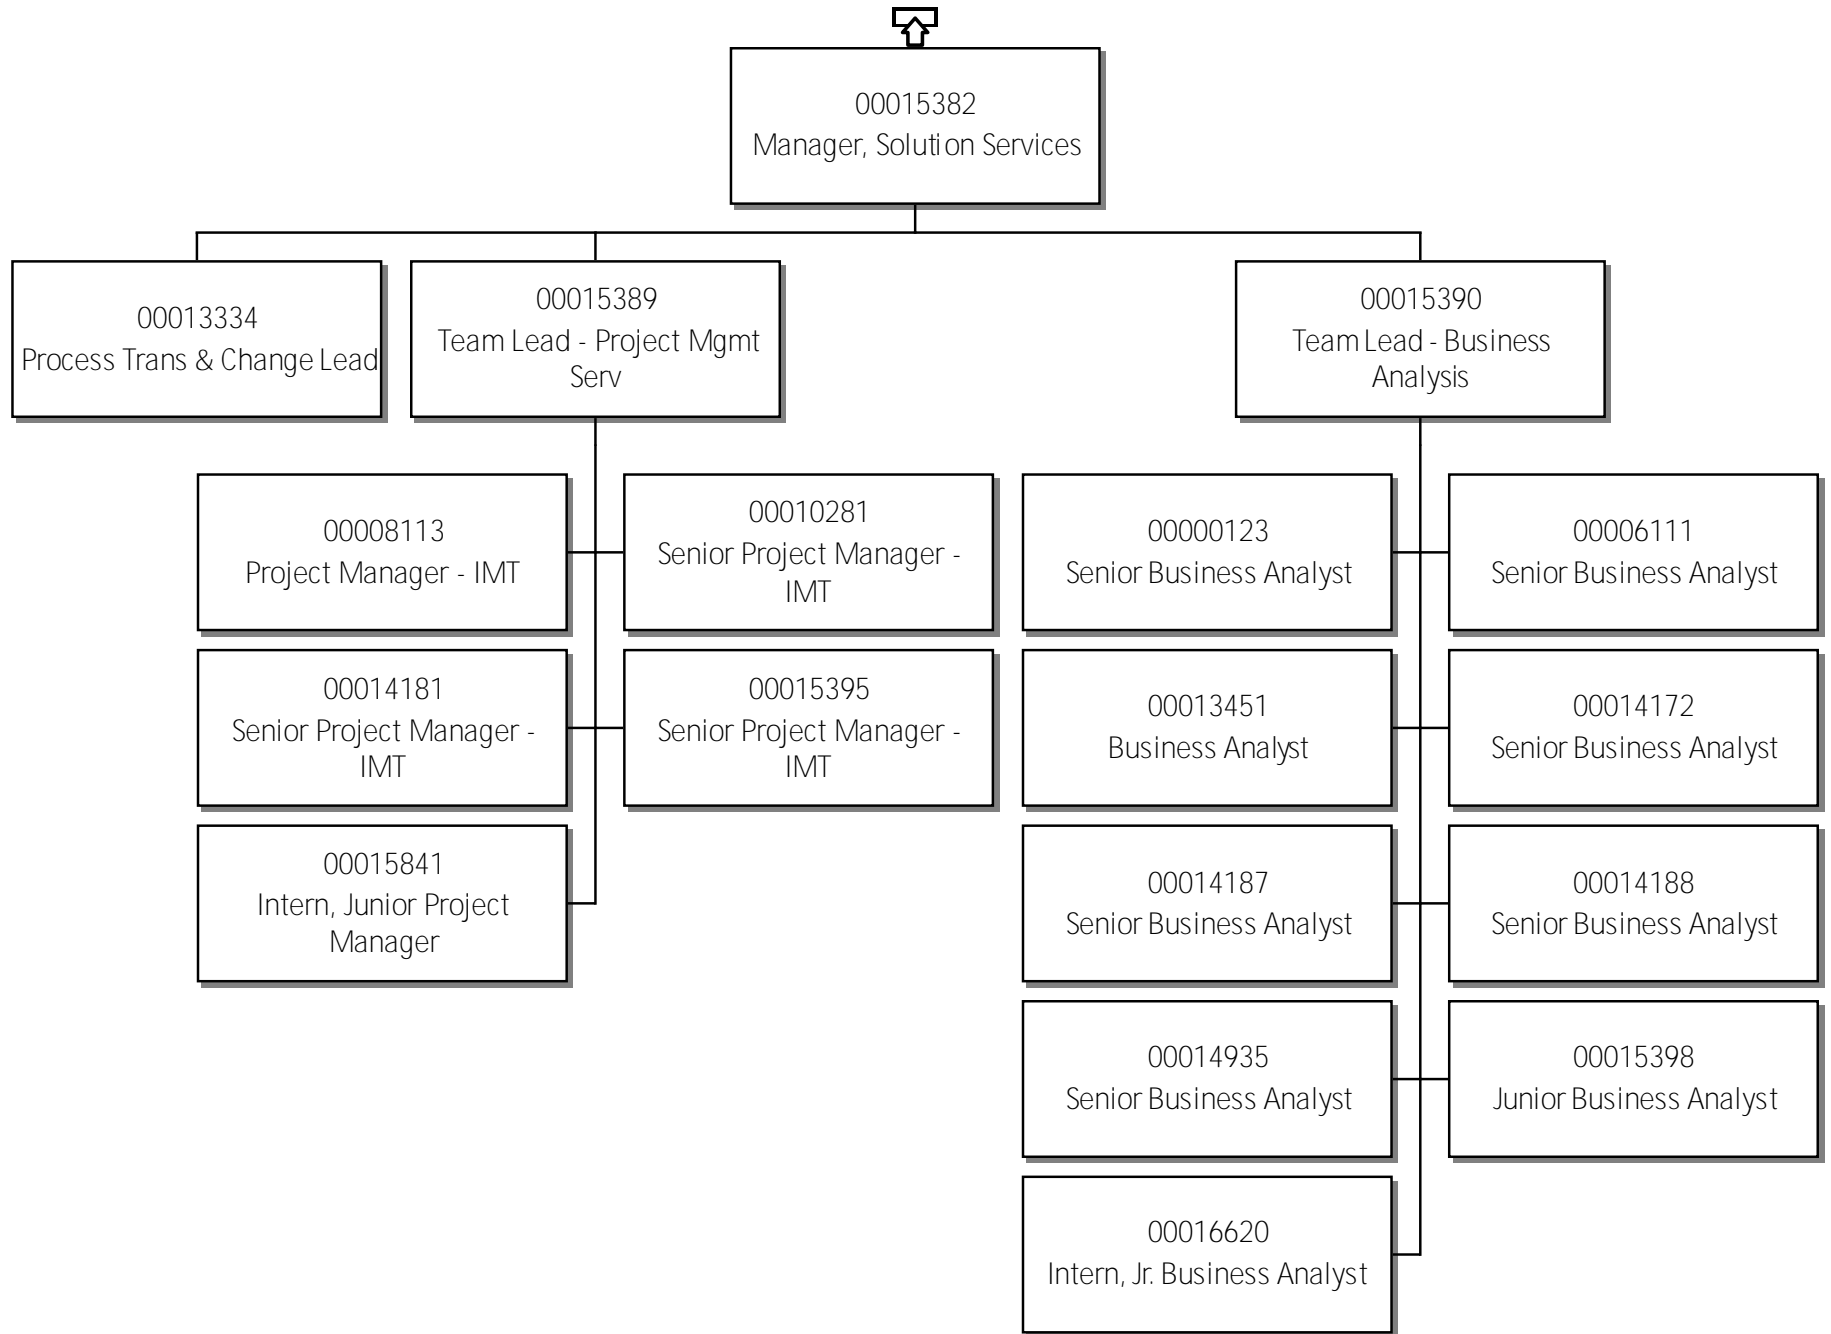 00015382
Manager, Solution Services
00013334
Process Trans & Change Lead
00015389
Team Lead - Project Mgmt
Serv
00015390
Team Lead - Business
Analysis
00008113
Project Manager - IMT
00010281
Senior Project Manager -
IMT
00000123
Senior Business Analyst
00006111
Senior Business Analyst
00014181
Senior Project Manager -
IMT
00015395
Senior Project Manager -
IMT
00013451
Business Analyst
00014172
Senior Business Analyst
00015841
Intern, Junior Project
Manager
00014187
Senior Business Analyst
00014188
Senior Business Analyst
00014935
Senior Business Analyst
00015398
Junior Business Analyst
00016620
Intern, Jr. Business Analyst